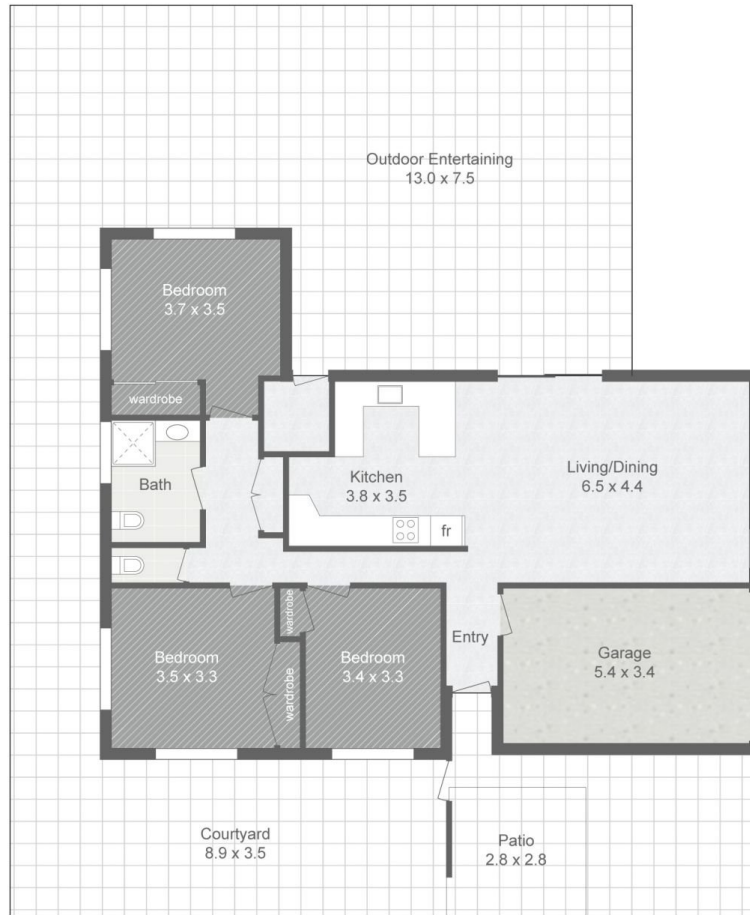 Outdoor Entertaining
13.0 x 7.5
Bedroom
3.7 x 3.5
wardrobe
Bath
Kitchen
3.8 x 3.5
fr
Living/Dining
6.5 x 4.4
Bedroom
3.5 x 3.3
wardrobe
wardrobe
Bedroom
3.4 x 3.3
Entry
Garage
5.4 x 3.4
Courtyard
8.9 x 3.5
Patio
2.8 x 2.8